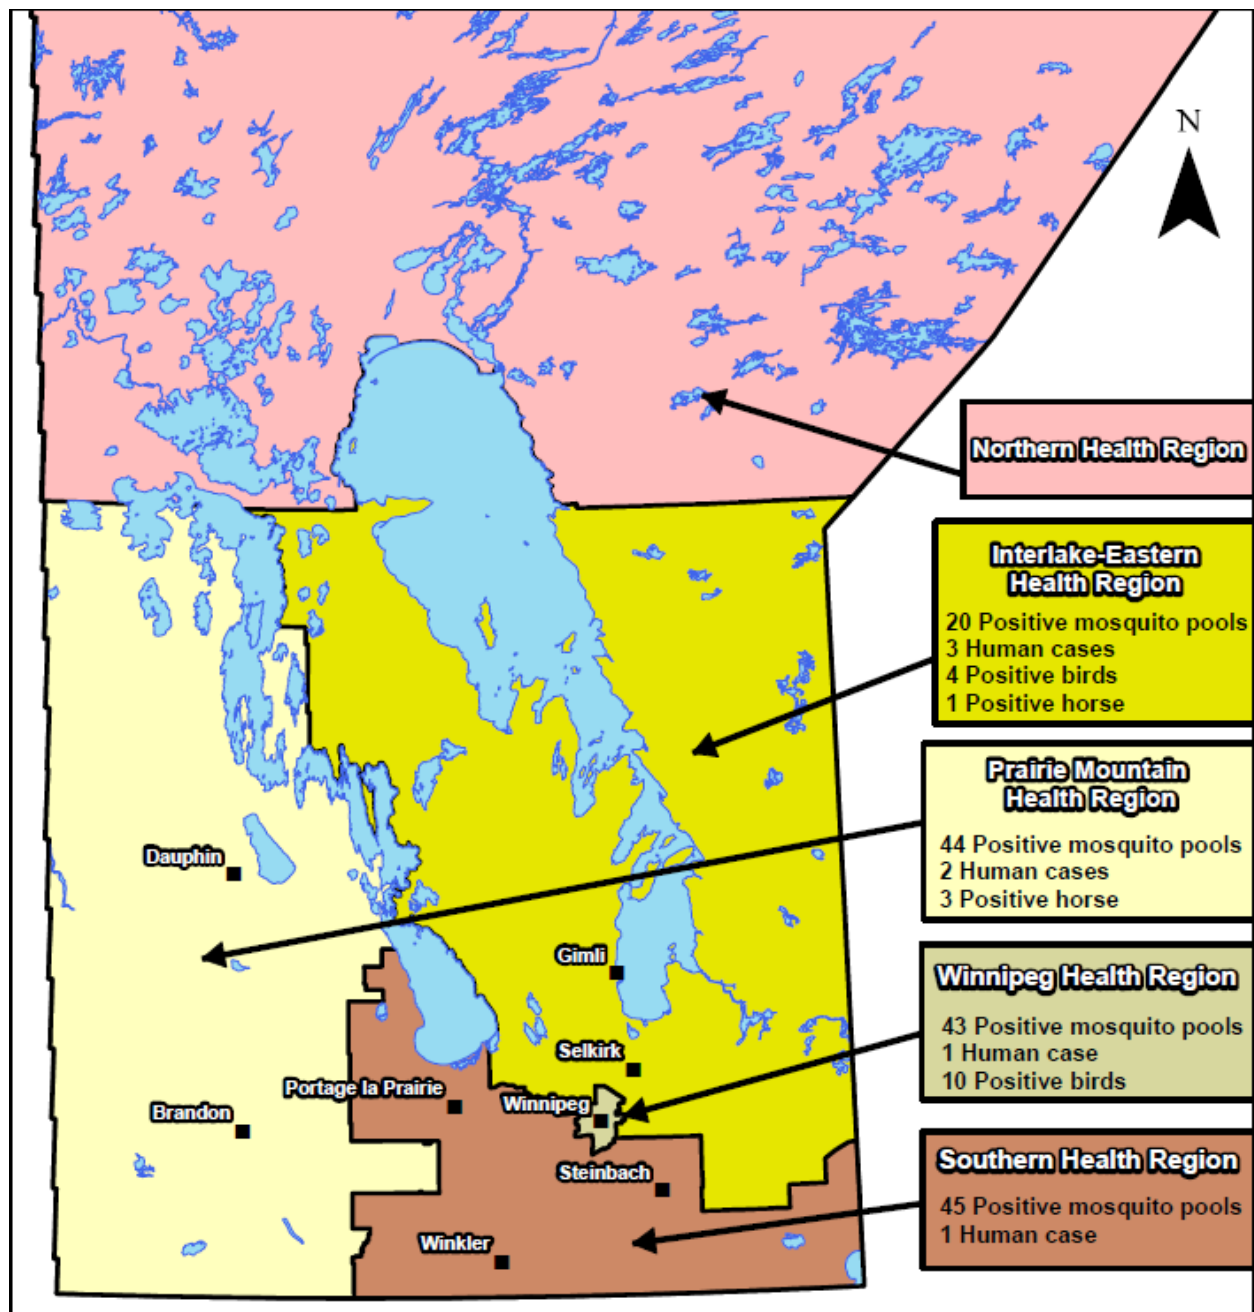 N
Northern Health Region
Interlake-Eastern
Health Region
20 Positive mosquito pools
3 Human cases
4 Positive birds
1 Positive horse
Prairie Mountain
Health Region
44 Positive mosquito pools
2 Human cases
3 Positive horse
Dauphin
Gimli
Winnipeg Health Region
43 Positive mosquito pools
1 Human case
10 Positive birds
Selkirk
Portage la Prairie
Winnipeg
Brandon
Steinbach
Southern Health Region
45 Positive mosquito pools
1 Human case
Winkler